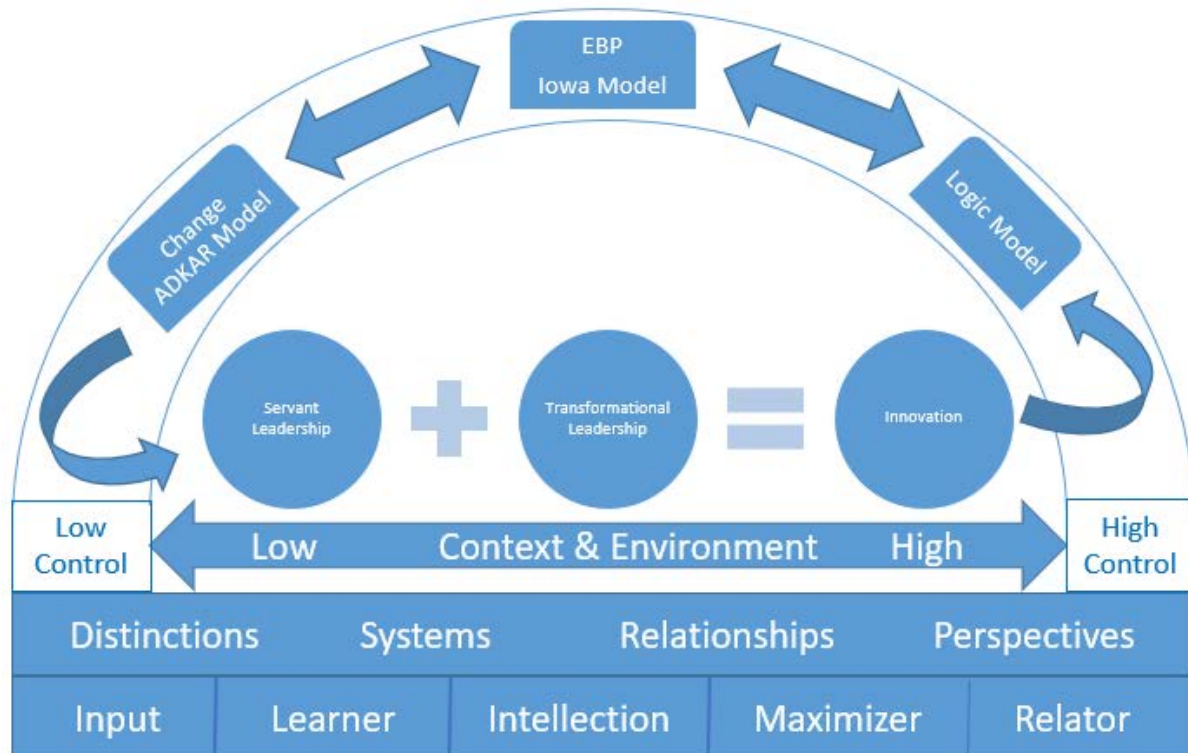 EBP
Iowa Model
Change
ADKAR Model
Logic Model
Servant
Leadership
Transformational
Leadership
Innovation
Low
Control
Low Context & Environment High
High
Control
Distinctions Systems Relationships Perspectives
Input Learner Intellection Maximizer Relator